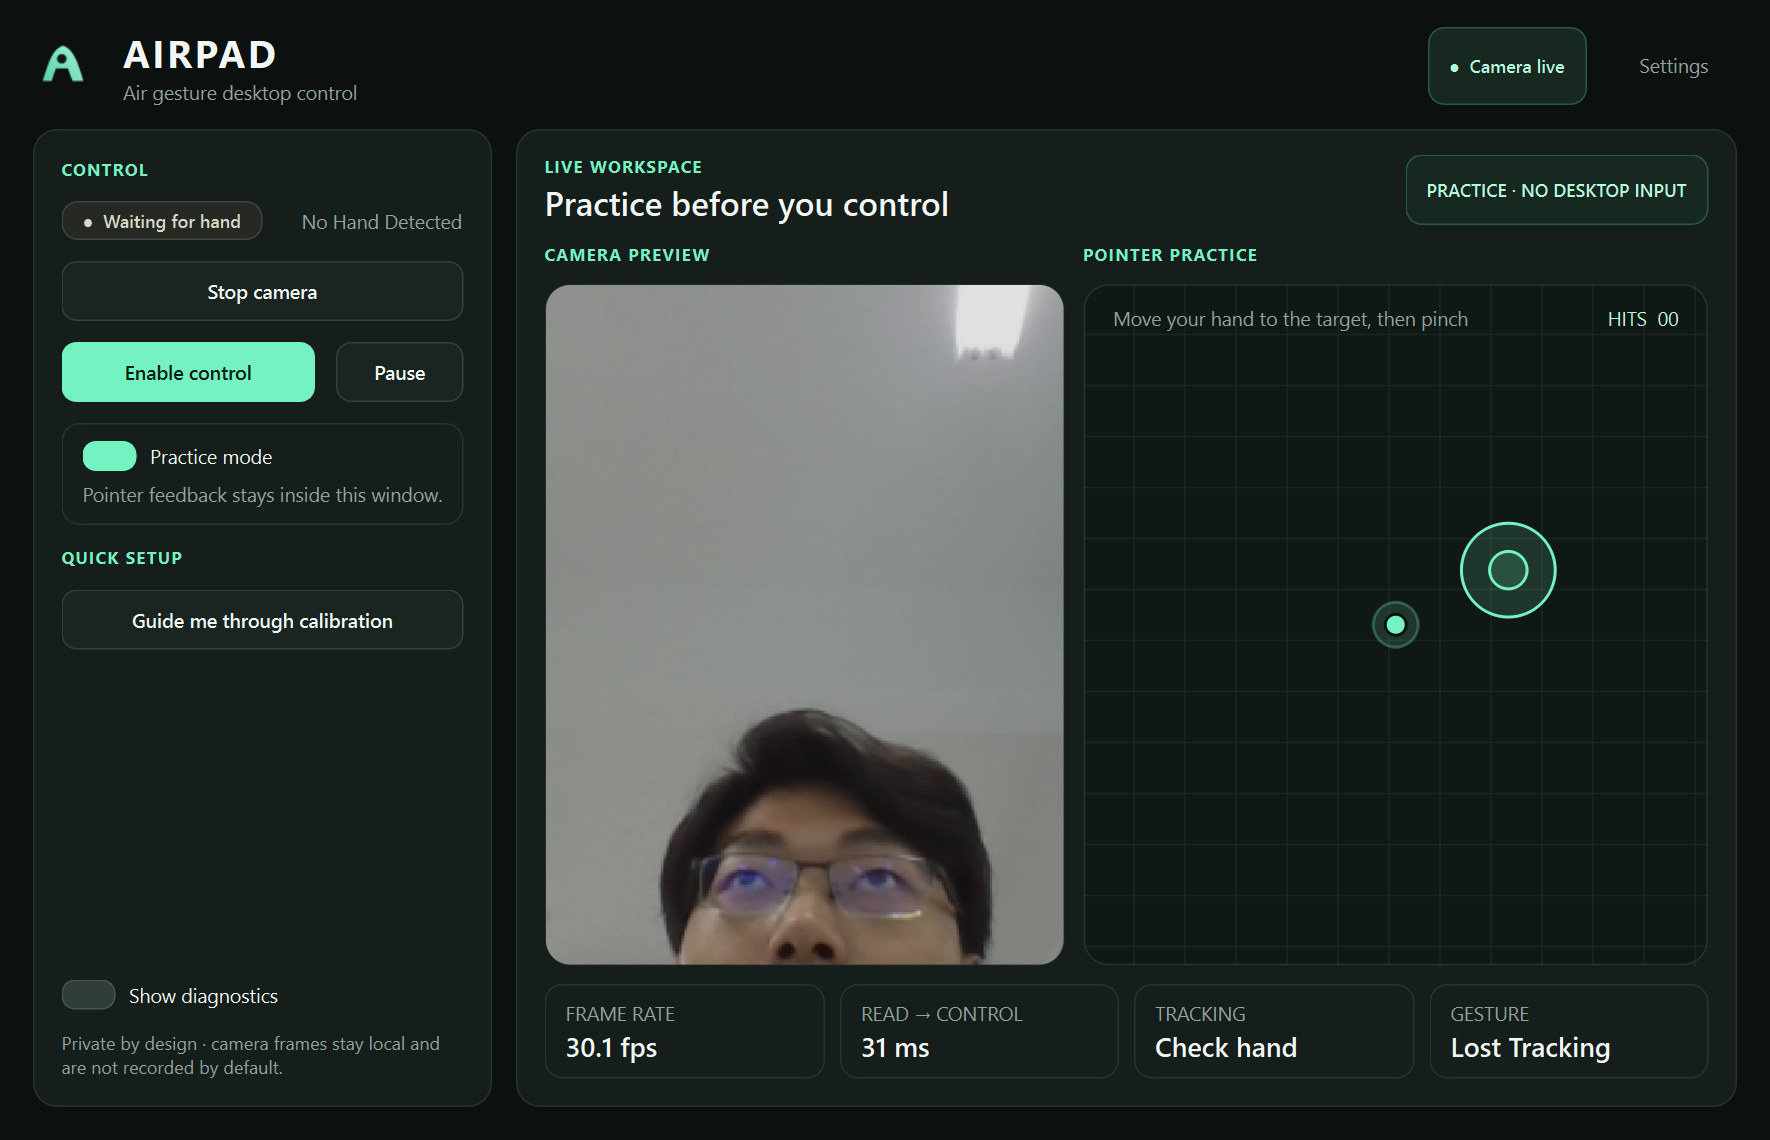 AIRPAD
Air gesture desktop control
● Camera live
Settings
CONTROL
● Waiting for hand
No Hand Detected
Stop camera
Enable control
Pause
Practice mode
Pointer feedback stays inside this window.
QUICK SETUP
Guide me through calibration
Show diagnostics
Private by design · camera frames stay local and
are not recorded by default.
LIVE WORKSPACE
Practice before you control
PRACTICE · NO DESKTOP INPUT
CAMERA PREVIEW
POINTER PRACTICE
Move your hand to the target, then pinch
HITS 00
FRAME RATE
30.1 fps
READ → CONTROL
31 ms
TRACKING
Check hand
GESTURE
Lost Tracking